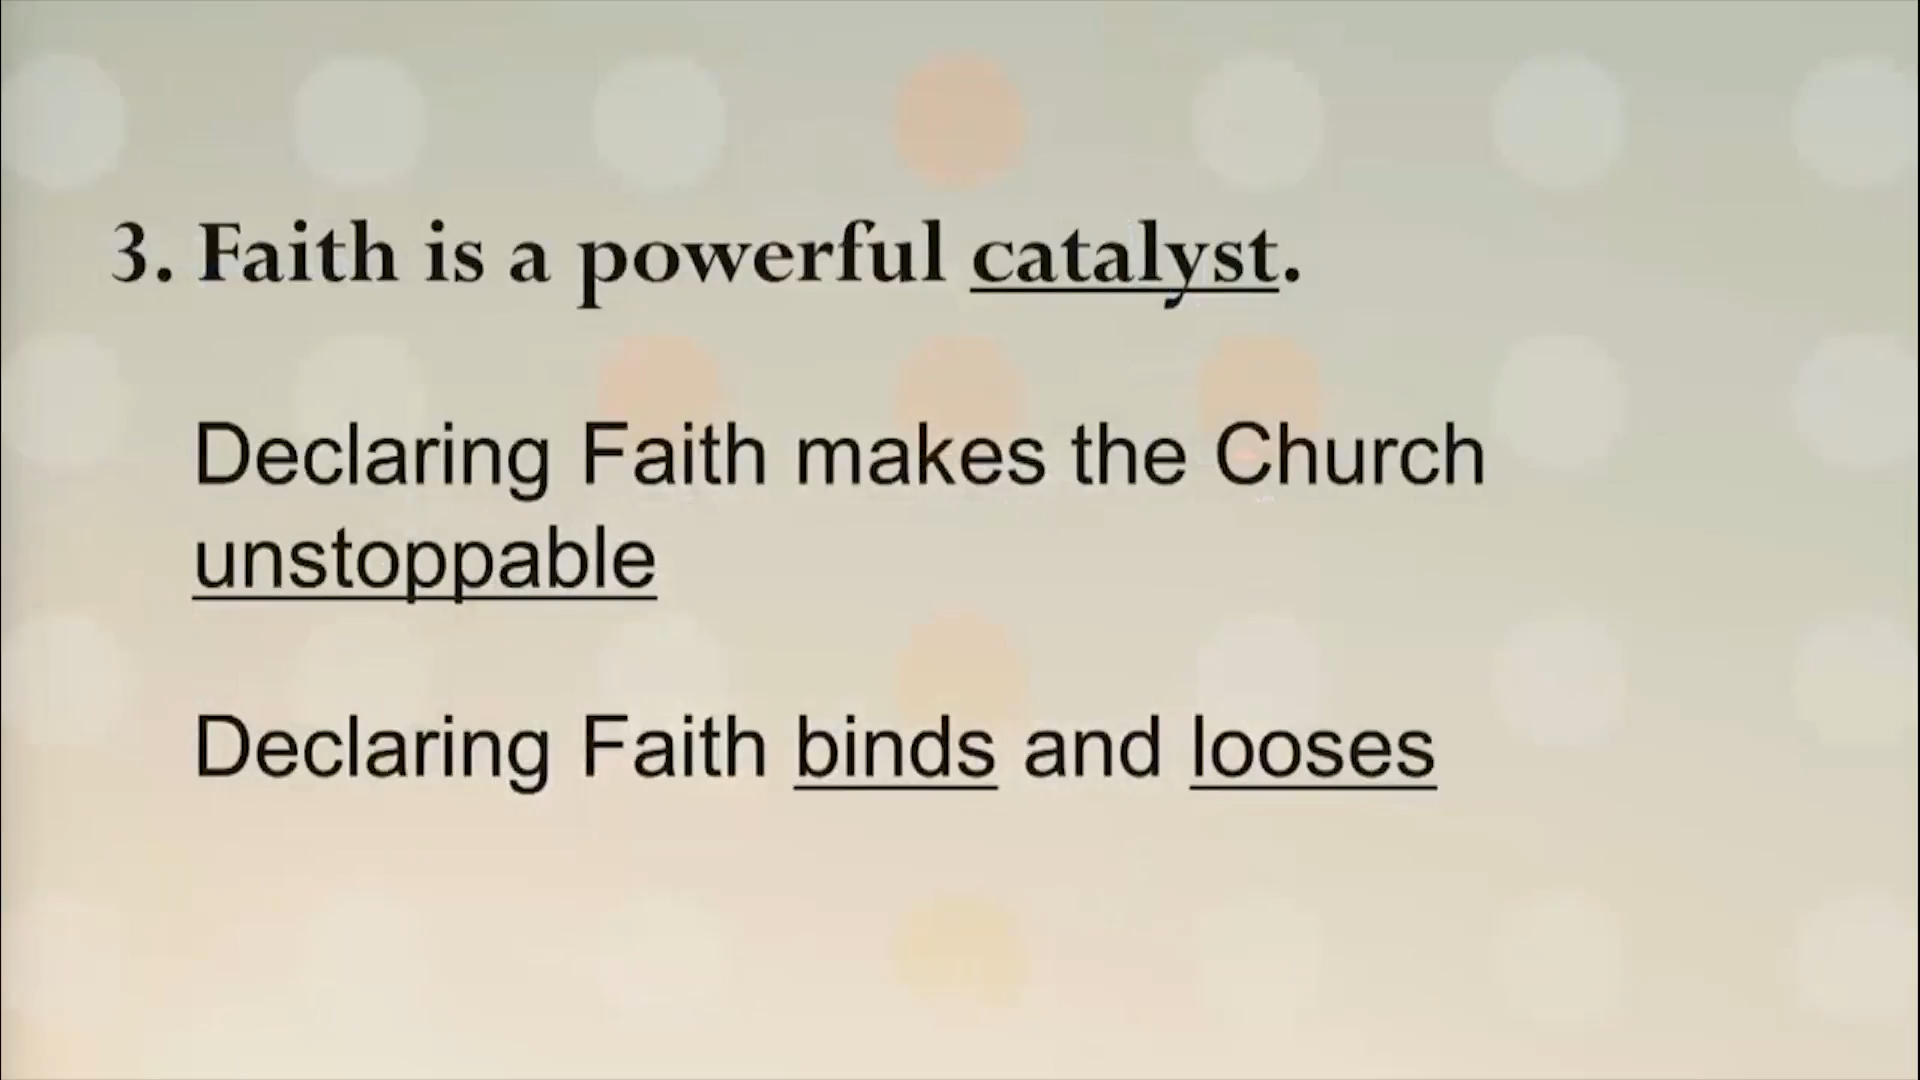 3. Faith is a powerful catalyst.
Declaring Faith makes the Church
unstoppable
Declaring Faith binds and looses